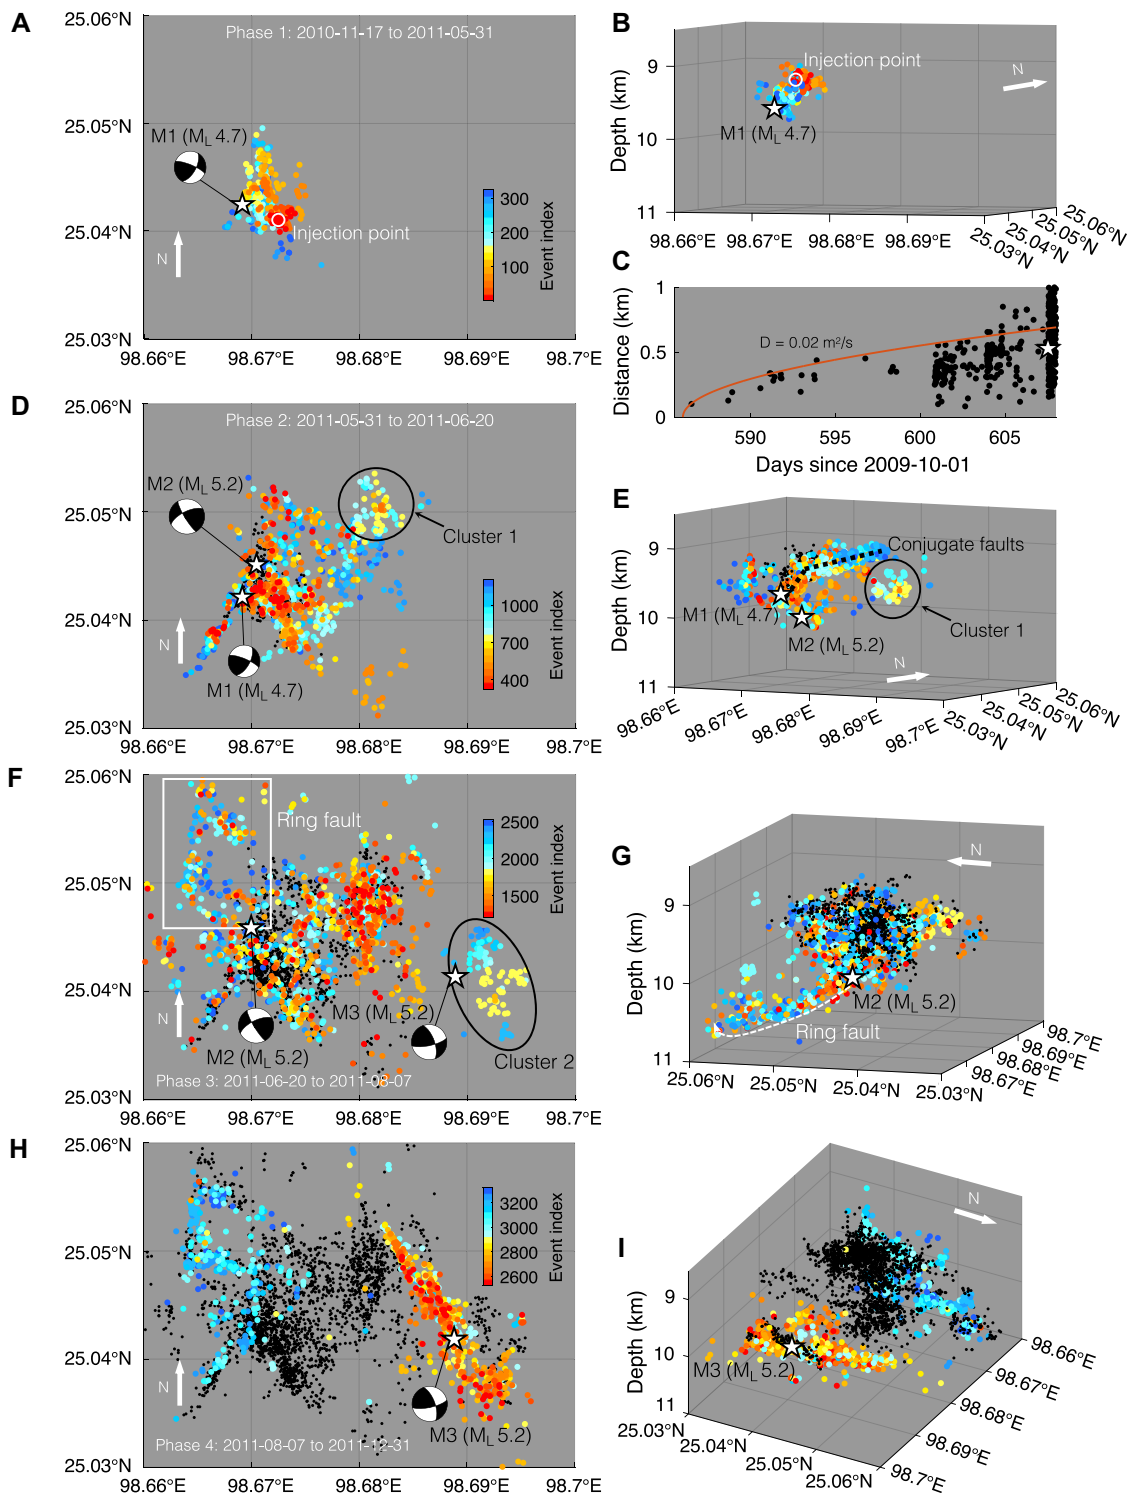 A
25.06°N
Phase 1: 2010-11-17 to 2011-05-31
25.05°N
M1 (ML 4.7)
25.04°N
Injection point
N
300
200
100
Event index
25.03°N
98.66°E
98.67°E
98.68°E
98.69°E
98.7°E
B
Injection point
N
M1 (ML 4.7)
9
10
11
Depth (km)
98.66°E
98.67°E
98.68°E
98.69°E
25.03°N
25.04°N
25.05°N
25.06°N
C
1
0.5
0
Distance (km)
D = 0.02 m²/s
590
595
600
605
Days since 2009-10-01
D
25.06°N
Phase 2: 2011-05-31 to 2011-06-20
M2 (ML 5.2)
25.05°N
Cluster 1
1000
700
400
Event index
25.04°N
N
M1 (ML 4.7)
25.03°N
98.66°E
98.67°E
98.68°E
98.69°E
98.7°E
E
9
10
11
Depth (km)
Conjugate faults
M1 (ML 4.7)
M2 (ML 5.2)
Cluster 1
N
98.66°E
98.67°E
98.68°E
98.69°E
98.7°E
25.03°N
25.04°N
25.05°N
25.06°N
F
25.06°N
Ring fault
2500
2000
1500
Event index
25.05°N
25.04°N
N
M3 (ML 5.2)
M2 (ML 5.2)
Cluster 2
Phase 3: 2011-06-20 to 2011-08-07
25.03°N
98.66°E
98.67°E
98.68°E
98.69°E
98.7°E
G
N
9
10
11
Depth (km)
M2 (ML 5.2)
Ring fault
25.06°N
25.05°N
25.04°N
25.03°N
98.67°E
98.68°E
98.69°E
98.7°E
H
25.06°N
3200
3000
2800
2600
Event index
25.05°N
25.04°N
N
M3 (ML 5.2)
Phase 4: 2011-08-07 to 2011-12-31
25.03°N
98.66°E
98.67°E
98.68°E
98.69°E
98.7°E
I
N
9
10
11
Depth (km)
M3 (ML 5.2)
25.03°N
25.04°N
25.05°N
25.06°N
98.66°E
98.67°E
98.68°E
98.69°E
98.7°E